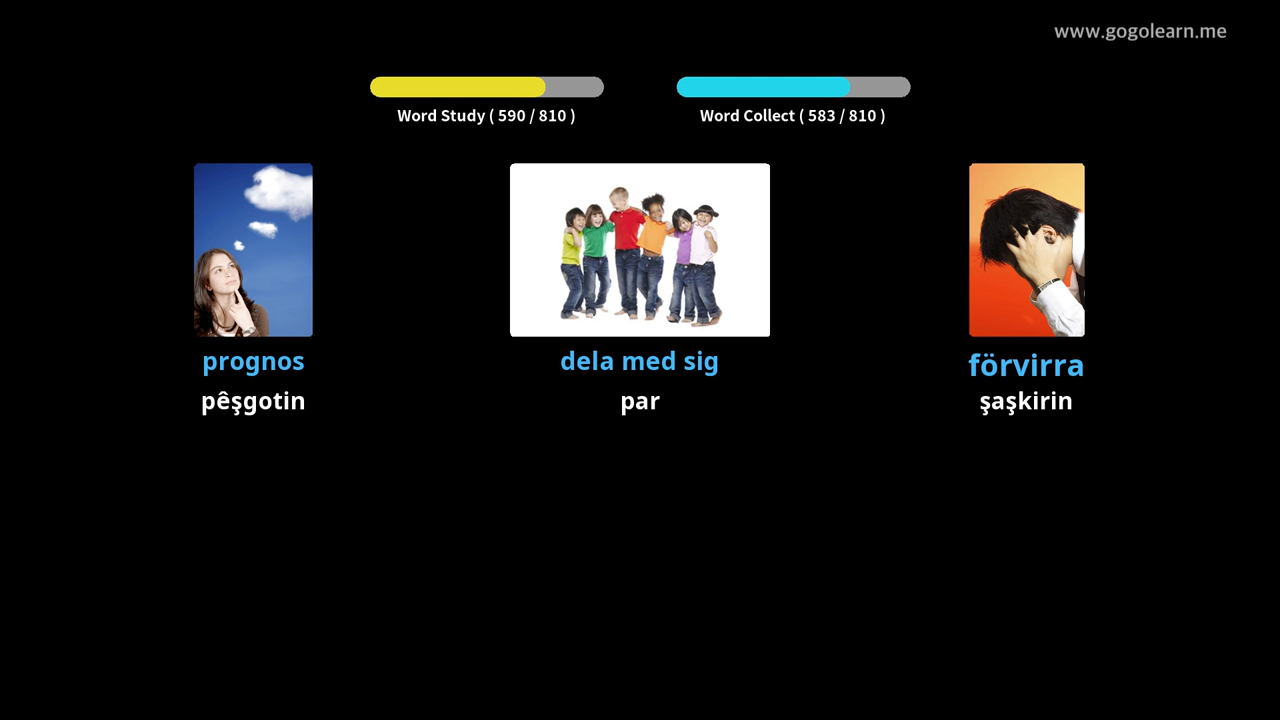 www.gogolearn.me
Word Study ( 590 / 810 )
Word Collect ( 583 / 810 )
prognos
pêşgotin
dela med sig
par
förvirra
şaşkirin